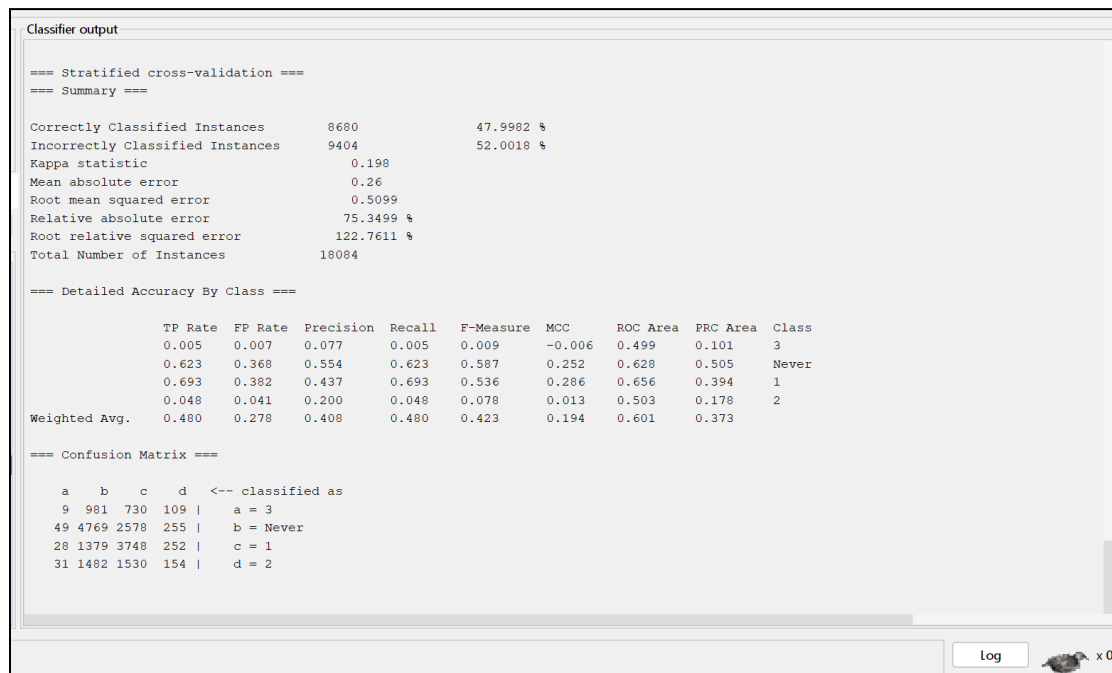 Classifier output
=== Stratified cross-validation ===
=== Summary ===
Correctly Classified Instances 8680 47.9982 %
Incorrectly Classified Instances 9404 52.0018 %
Kappa statistic 0.198
Mean absolute error 0.26
Root mean squared error 0.5099
Relative absolute error 75.3499 %
Root relative squared error 122.7611 %
Total Number of Instances 18084
=== Detailed Accuracy By Class ===
TP Rate FP Rate Precision Recall F-Measure MCC ROC Area PRC Area Class
0.005 0.007 0.077 0.005 0.009 -0.006 0.499 0.101 3
0.623 0.368 0.554 0.623 0.587 0.252 0.628 0.505 Never
0.693 0.382 0.437 0.693 0.536 0.286 0.656 0.394 1
0.048 0.041 0.200 0.048 0.078 0.013 0.503 0.178 2
Weighted Avg. 0.480 0.278 0.408 0.480 0.423 0.194 0.601 0.373
=== Confusion Matrix ===
a b c d <-- classified as
9 981 730 109 | a = 3
49 4769 2578 255 | b = Never
28 1379 3748 252 | c = 1
31 1482 1530 154 | d = 2
Log x 0